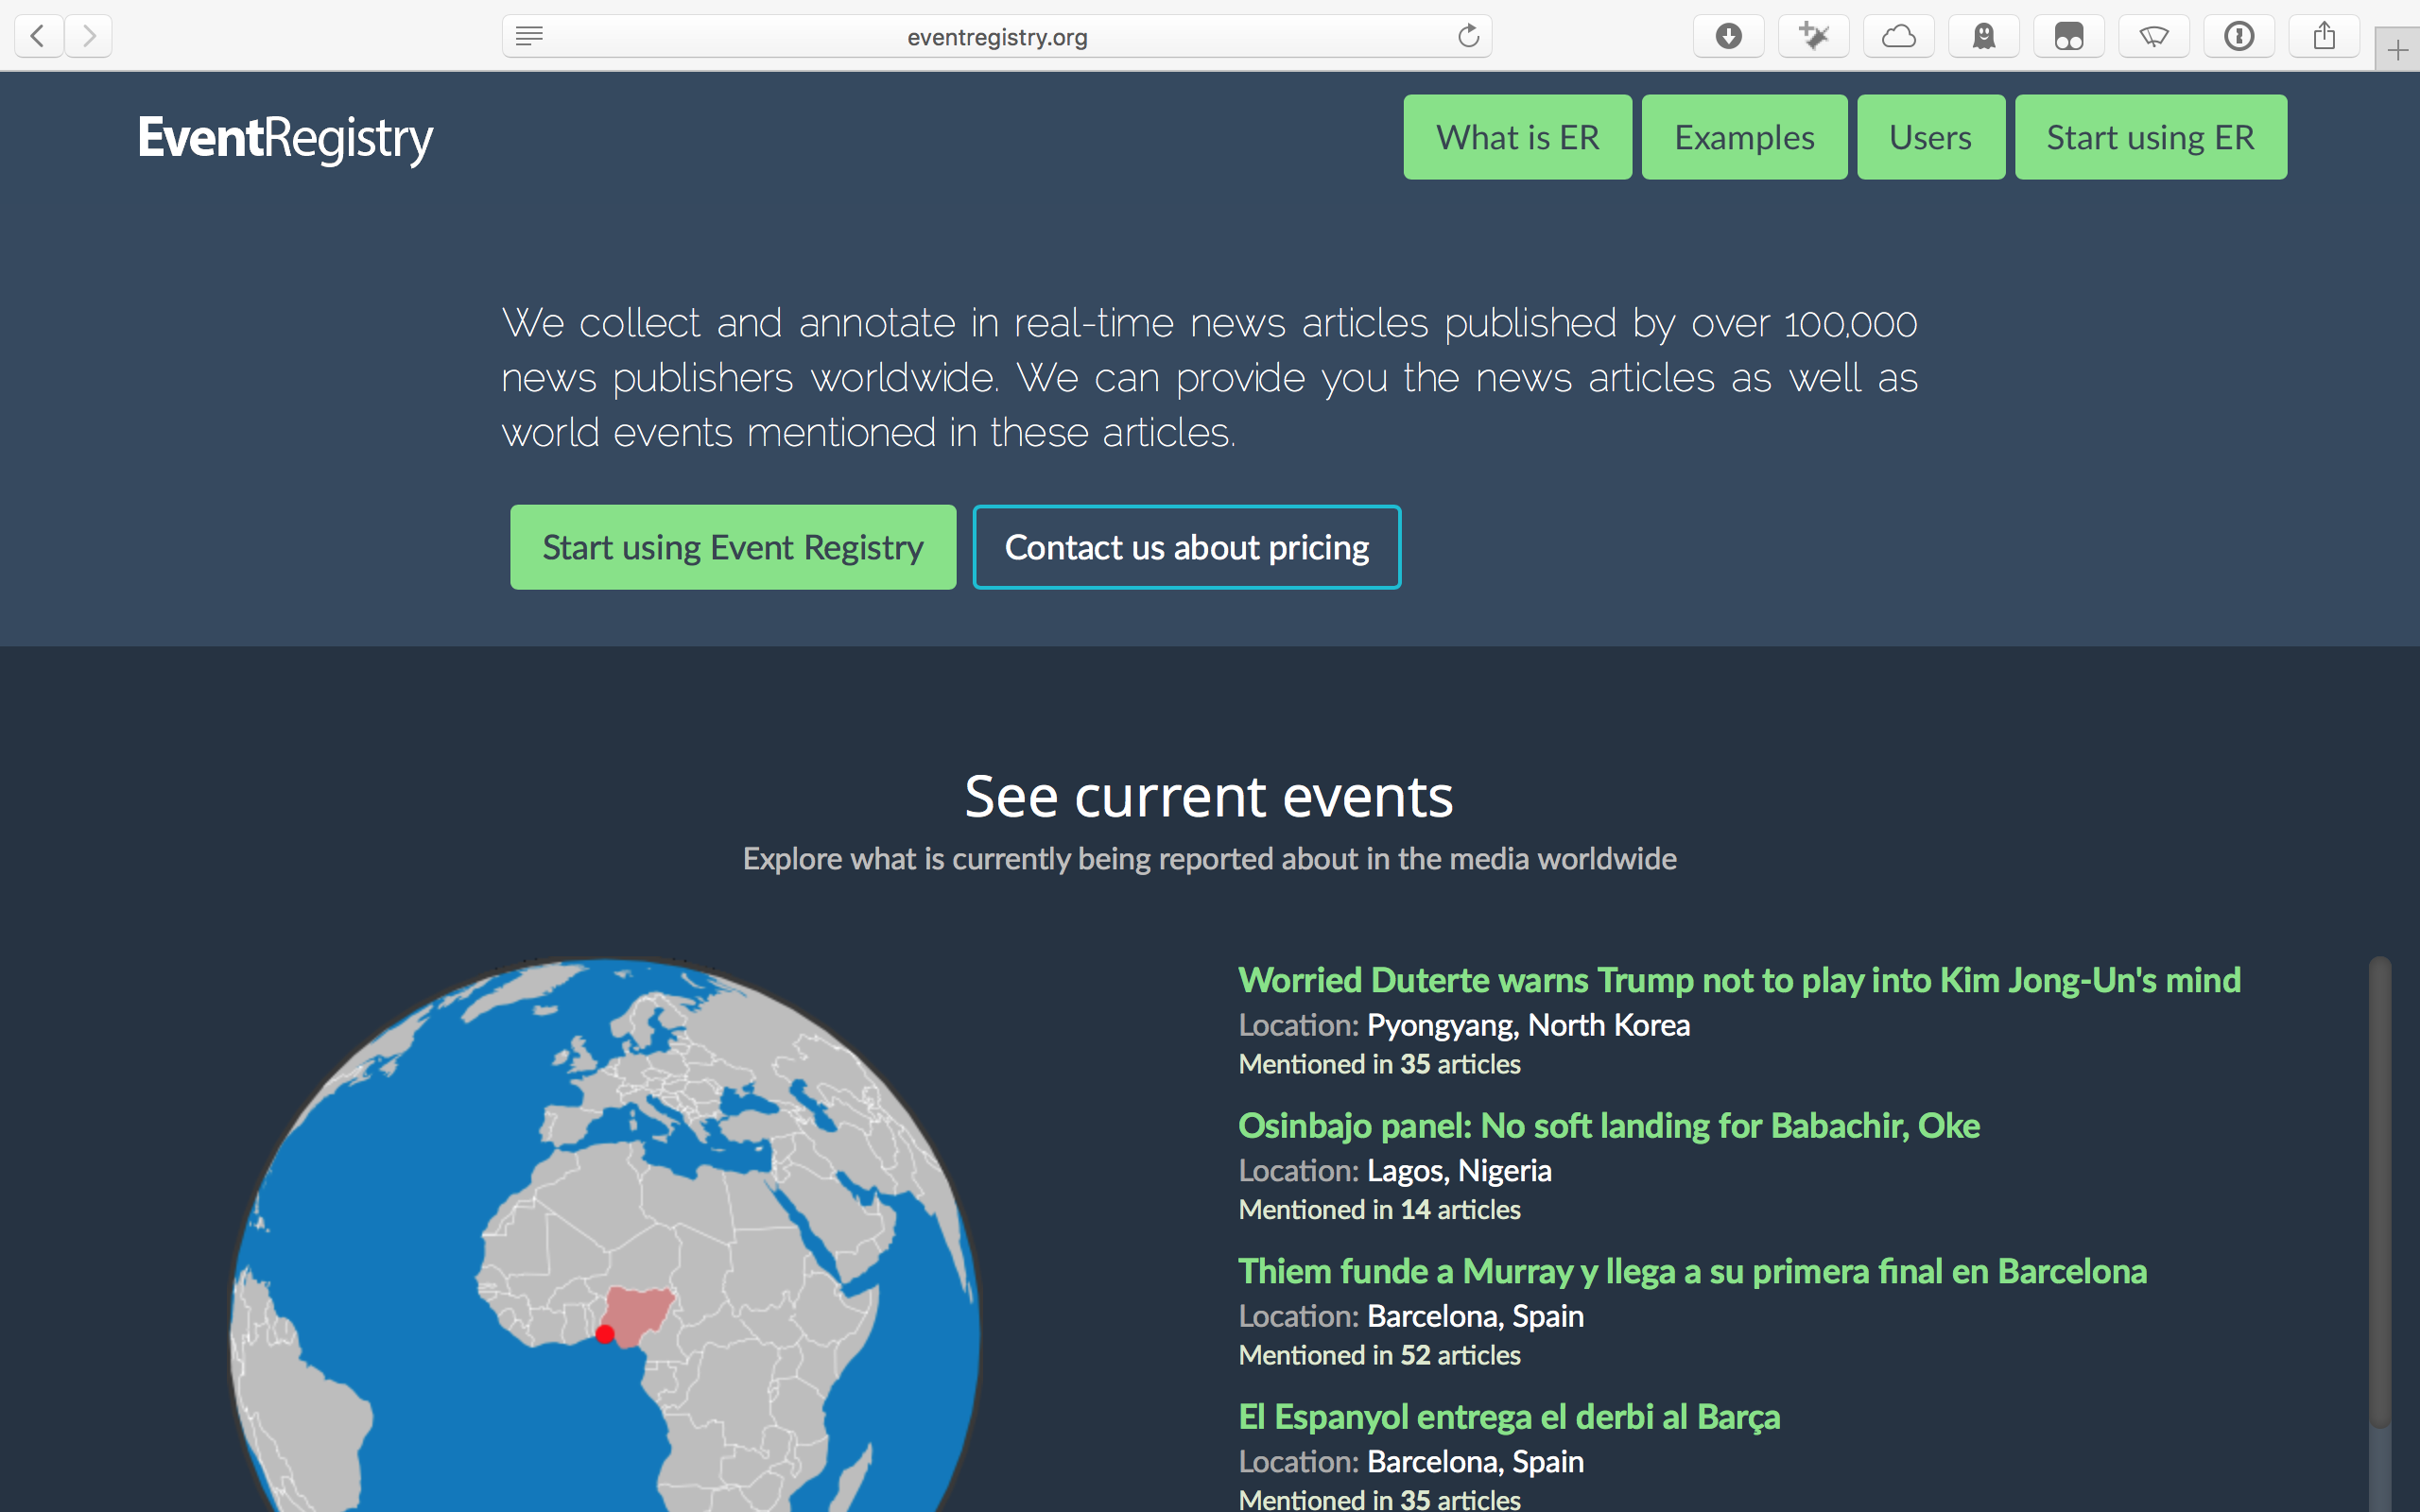 eventregistry.org
EventRegistry
What is ER
Examples
Users
Start using ER
We collect and annotate in real-time news articles published by over 100,000
news publishers worldwide. We can provide you the news articles as well as
world events mentioned in these articles.
Start using Event Registry
Contact us about pricing
See current events
Explore what is currently being reported about in the media worldwide
Worried Duterte warns Trump not to play into Kim Jong-Un's mind
Location: Pyongyang, North Korea
Mentioned in 35 articles
Osinbajo panel: No soft landing for Babachir, Oke
Location: Lagos, Nigeria
Mentioned in 14 articles
Thiem funde a Murray y llega a su primera final en Barcelona
Location: Barcelona, Spain
Mentioned in 52 articles
El Espanyol entrega el derbi al Barça
Location: Barcelona, Spain
Mentioned in 35 articles